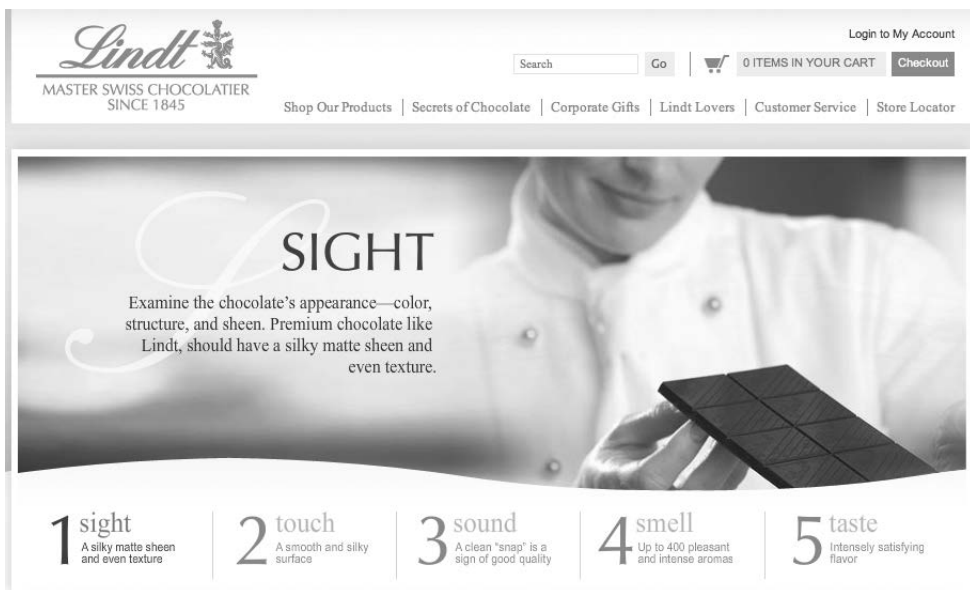 Lindt
MASTER SWISS CHOCOLATIER
SINCE 1845
Login to My Account
Search
Go
0 ITEMS IN YOUR CART
Checkout
Shop Our Products
Secrets of Chocolate
Corporate Gifts
Lindt Lovers
Customer Service
Store Locator
S
SIGHT
Examine the chocolate’s appearance—color,
structure, and sheen. Premium chocolate like
Lindt, should have a silky matte sheen and
even texture.
1 sight
A silky matte sheen
and even texture
2 touch
A smooth and silky
surface
3 sound
A clean “snap” is a
sign of good quality
4 smell
Up to 400 pleasant
and intense aromas
5 taste
Intensely satisfying
flavor